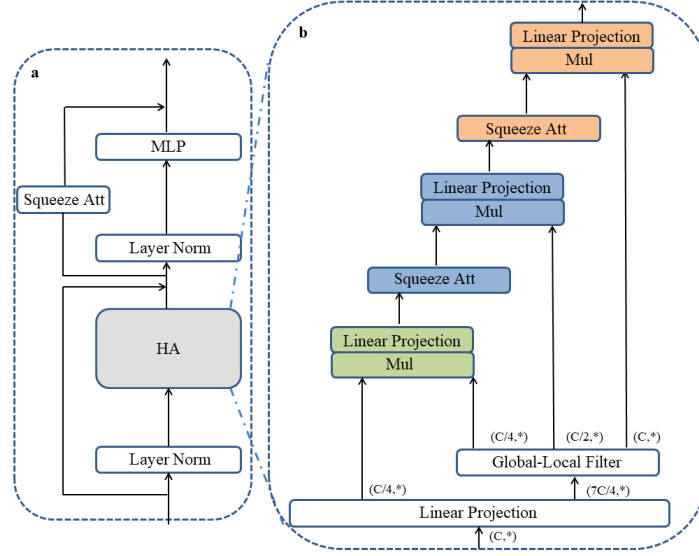 a
MLP
Squeeze Att
Layer Norm
HA
Layer Norm
b
Linear Projection
Mul
Squeeze Att
Linear Projection
Mul
Squeeze Att
Linear Projection
Mul
(C/4,*)
(C/2,*)
(C,*)
Global-Local Filter
(C/4,*)
(7C/4,*)
Linear Projection
(C,*)